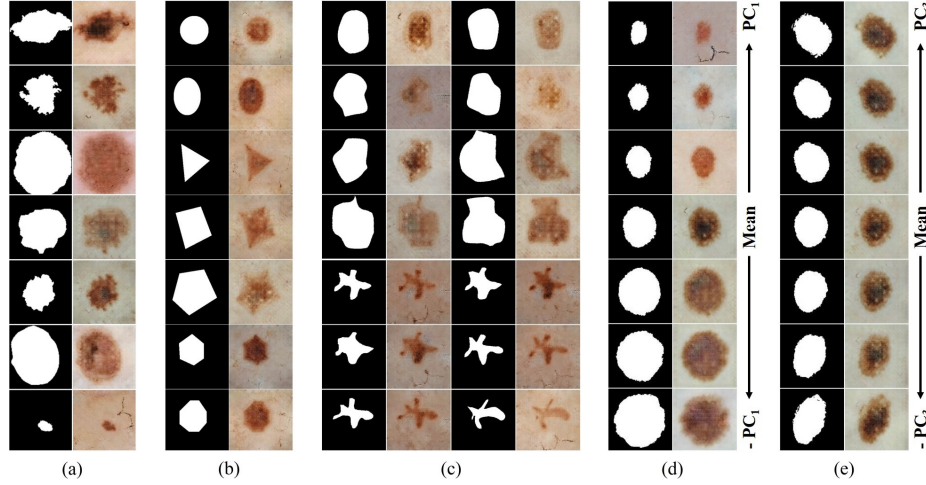 PC₁
Mean
- PC₁
PC₂
Mean
- PC₂
(a)
(b)
(c)
(d)
(e)